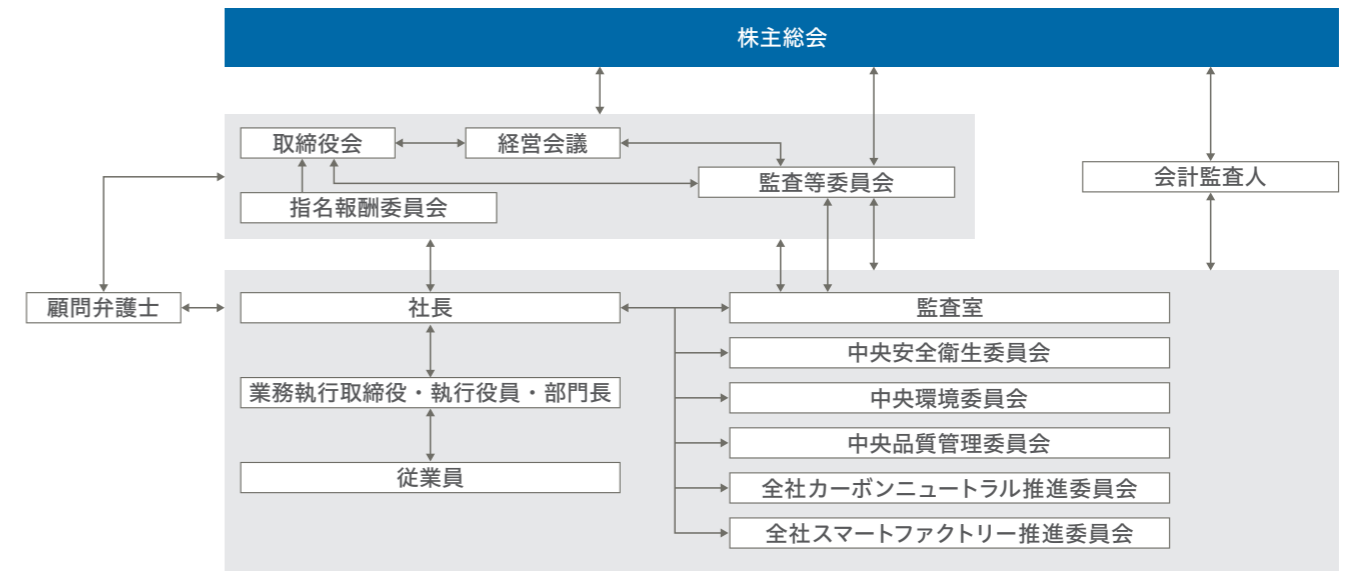 株主総会
取締役会
経営会議
監査等委員会
会計監査人
指名報酬委員会
顧問弁護士
社長
監査室
中央安全衛生委員会
業務執行取締役・執行役員・部門長
中央環境委員会
中央品質管理委員会
従業員
全社カーボンニュートラル推進委員会
全社スマートファクトリー推進委員会